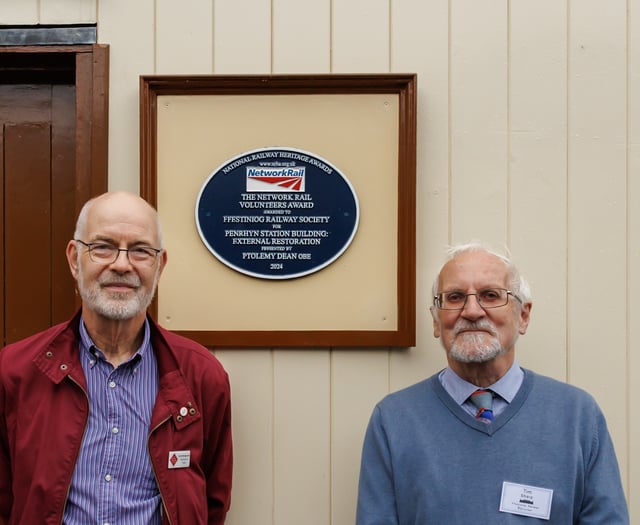 NATIONAL RAILWAY HERITAGE AWARDS
www.nrha.org.uk
NetworkRail
THE NETWORK RAIL
VOLUNTEERS AWARD
AWARDED TO
FFESTINIOG RAILWAY SOCIETY
FOR
PENRHYN STATION BUILDING:
EXTERNAL RESTORATION
PRESENTED BY
PTOLEMY DEAN OBE
2024
Tim